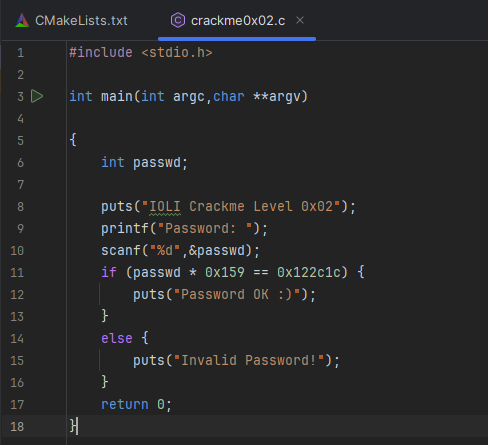 CMakeLists.txt crackme0x02.c
1 #include <stdio.h>
2
3 int main(int argc,char **argv)
4
5 {
6 int passwd;
7
8 puts("IOLI Crackme Level 0x02");
9 printf("Password: ");
10 scanf("%d",&passwd);
11 if (passwd * 0x159 == 0x122c1c) {
12 puts("Password OK :)");
13 }
14 else {
15 puts("Invalid Password!");
16 }
17 return 0;
18 }